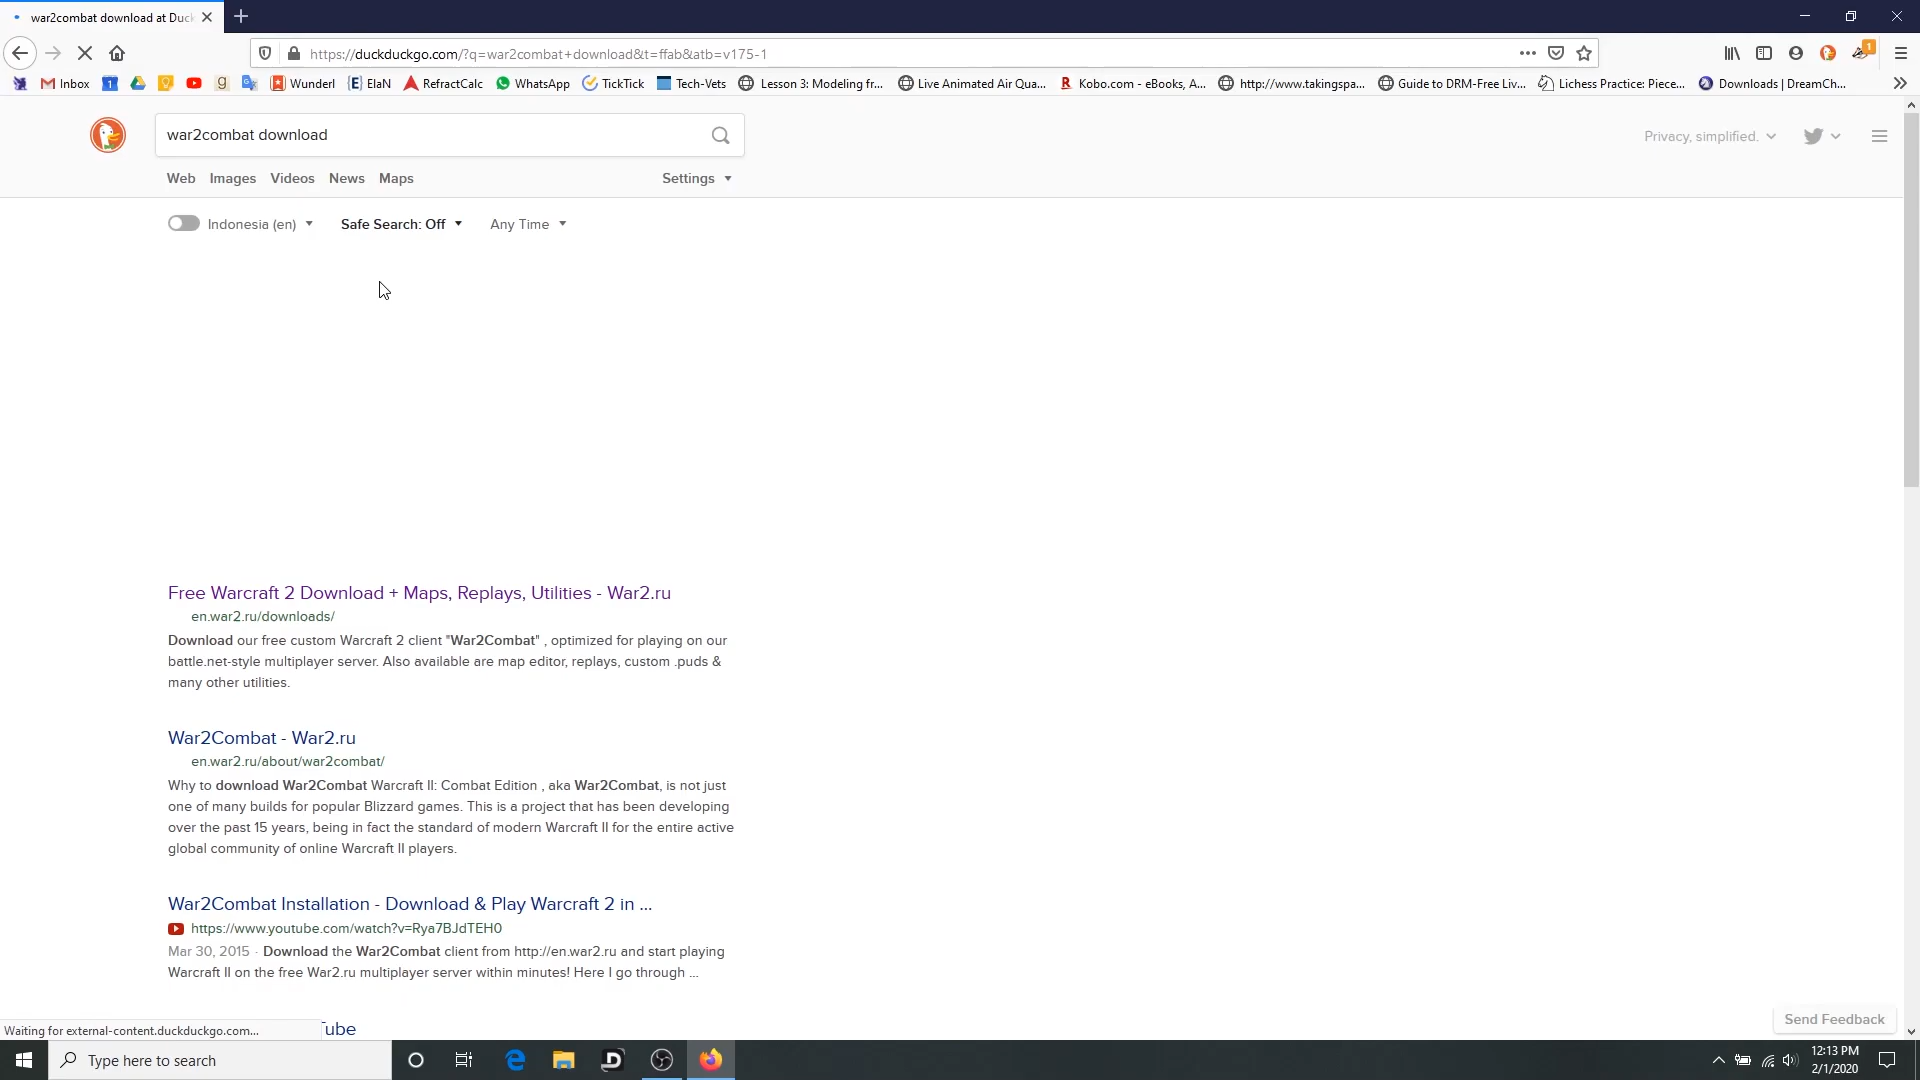 war2combat download at Duck
https://duckduckgo.com/?q=war2combat+download&t=ffab&atb=v175-1
1
Inbox
1
g
Wunderl
[E] ElaN
RefractCalc
WhatsApp
TickTick
Tech-Vets
Lesson 3: Modeling fr...
Live Animated Air Qua...
R Kobo.com - eBooks, A...
http://www.takingspa...
Guide to DRM-Free Liv...
Lichess Practice: Piece...
Downloads | DreamCh...
war2combat download
Privacy, simplified.
Web Images Videos News Maps
Settings
Indonesia (en)
Safe Search: Off
Any Time
Free Warcraft 2 Download + Maps, Replays, Utilities - War2.ru
en.war2.ru/downloads/
Download our free custom Warcraft 2 client "War2Combat" , optimized for playing on our
battle.net-style multiplayer server. Also available are map editor, replays, custom .puds &
many other utilities.
War2Combat - War2.ru
en.war2.ru/about/war2combat/
Why to download War2Combat Warcraft II: Combat Edition , aka War2Combat, is not just
one of many builds for popular Blizzard games. This is a project that has been developing
over the past 15 years, being in fact the standard of modern Warcraft II for the entire active
global community of online Warcraft II players.
War2Combat Installation - Download & Play Warcraft 2 in ...
https://www.youtube.com/watch?v=Rya7BJdTEH0
Mar 30, 2015 · Download the War2Combat client from http://en.war2.ru and start playing
Warcraft II on the free War2.ru multiplayer server within minutes! Here I go through ...
Tube
Send Feedback
Waiting for external-content.duckduckgo.com...
Type here to search
12:13 PM
2/1/2020